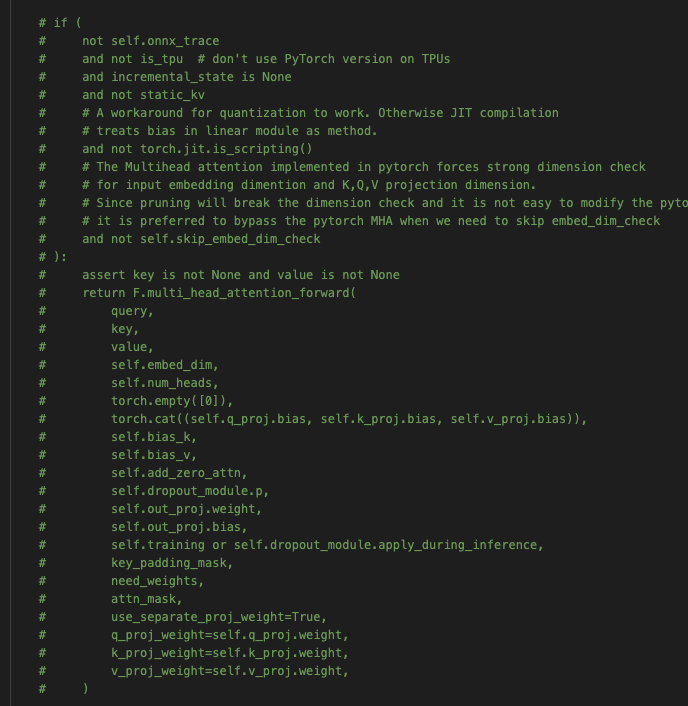 # if (
#     not self.onnx_trace
#     and not is_tpu  # don't use PyTorch version on TPUs
#     and incremental_state is None
#     and not static_kv
#     # A workaround for quantization to work. Otherwise JIT compilation
#     # treats bias in linear module as method.
#     and not torch.jit.is_scripting()
#     # The Multihead attention implemented in pytorch forces strong dimension check
#     # for input embedding dimention and K,Q,V projection dimension.
#     # Since pruning will break the dimension check and it is not easy to modify the pyto
#     # it is preferred to bypass the pytorch MHA when we need to skip embed_dim_check
#     and not self.skip_embed_dim_check
# ):
#     assert key is not None and value is not None
#     return F.multi_head_attention_forward(
#         query,
#         key,
#         value,
#         self.embed_dim,
#         self.num_heads,
#         torch.empty([0]),
#         torch.cat((self.q_proj.bias, self.k_proj.bias, self.v_proj.bias)),
#         self.bias_k,
#         self.bias_v,
#         self.add_zero_attn,
#         self.dropout_module.p,
#         self.out_proj.weight,
#         self.out_proj.bias,
#         self.training or self.dropout_module.apply_during_inference,
#         key_padding_mask,
#         need_weights,
#         attn_mask,
#         use_separate_proj_weight=True,
#         q_proj_weight=self.q_proj.weight,
#         k_proj_weight=self.k_proj.weight,
#         v_proj_weight=self.v_proj.weight,
#     )